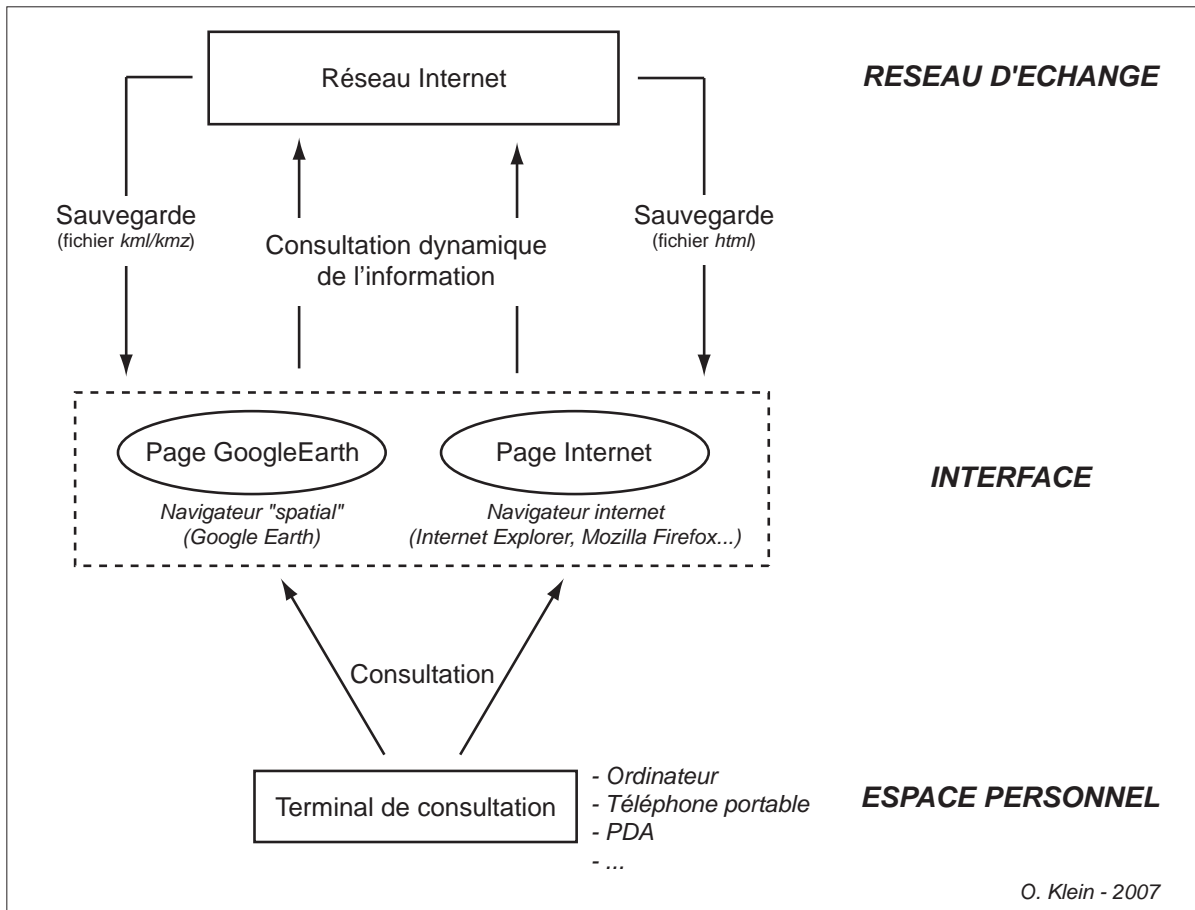 Réseau Internet
RESEAU D'ECHANGE
Sauvegarde
(fichier kml/kmz)
Consultation dynamique
de l'information
Sauvegarde
(fichier html)
Page GoogleEarth
Navigateur "spatial"
(Google Earth)
Page Internet
Navigateur internet
(Internet Explorer, Mozilla Firefox...)
INTERFACE
Consultation
Terminal de consultation
- Ordinateur
- Téléphone portable
- PDA
- ...
ESPACE PERSONNEL
O. Klein - 2007